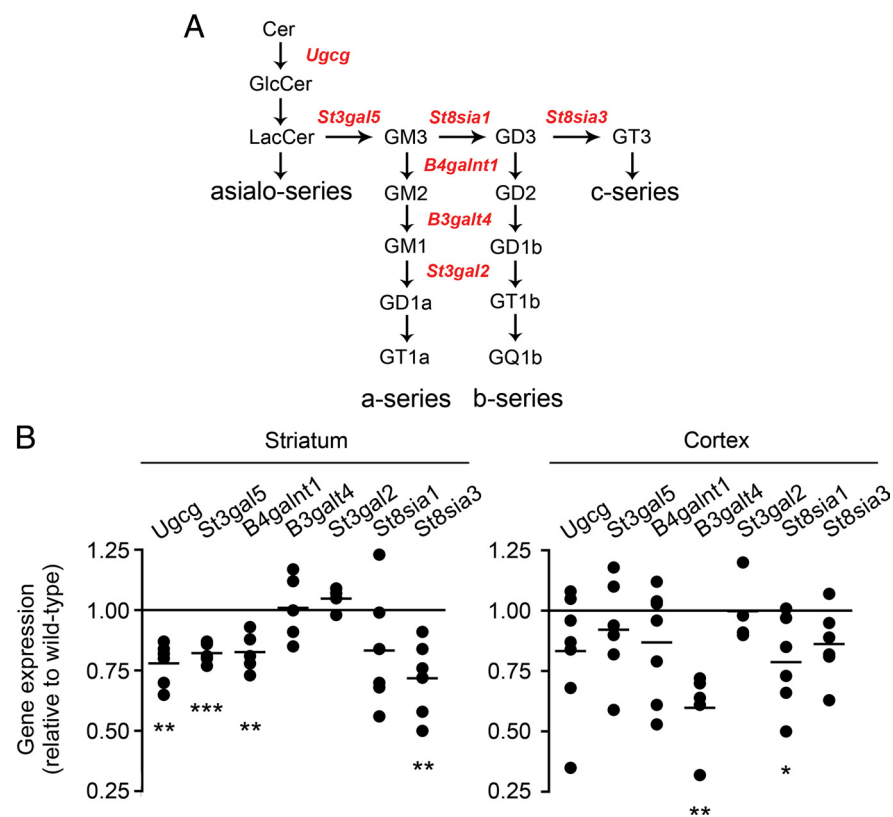 A
Cer
Ugcg
GlcCer
St3gal5 St8sia1 St8sia3
LacCer GM3 GD3 GT3
B4galnt1
asialo-series GM2 GD2 c-series
B3galt4
GM1 GD1b
St3gal2
GD1a GT1b
GT1a GQ1b
a-series b-series
B
Striatum Cortex
Ugcg St3gal5 B4galnt1 B3galt4 St3gal2 St8sia1 St8sia3
Ugcg St3gal5 B4galnt1 B3galt4 St3gal2 St8sia1 St8sia3
Gene expression
(relative to wild-type)
1.25 1.25
1.00 1.00
0.75 0.75
*** 
** ** 0.50 0.50
** *
0.25 0.25
**